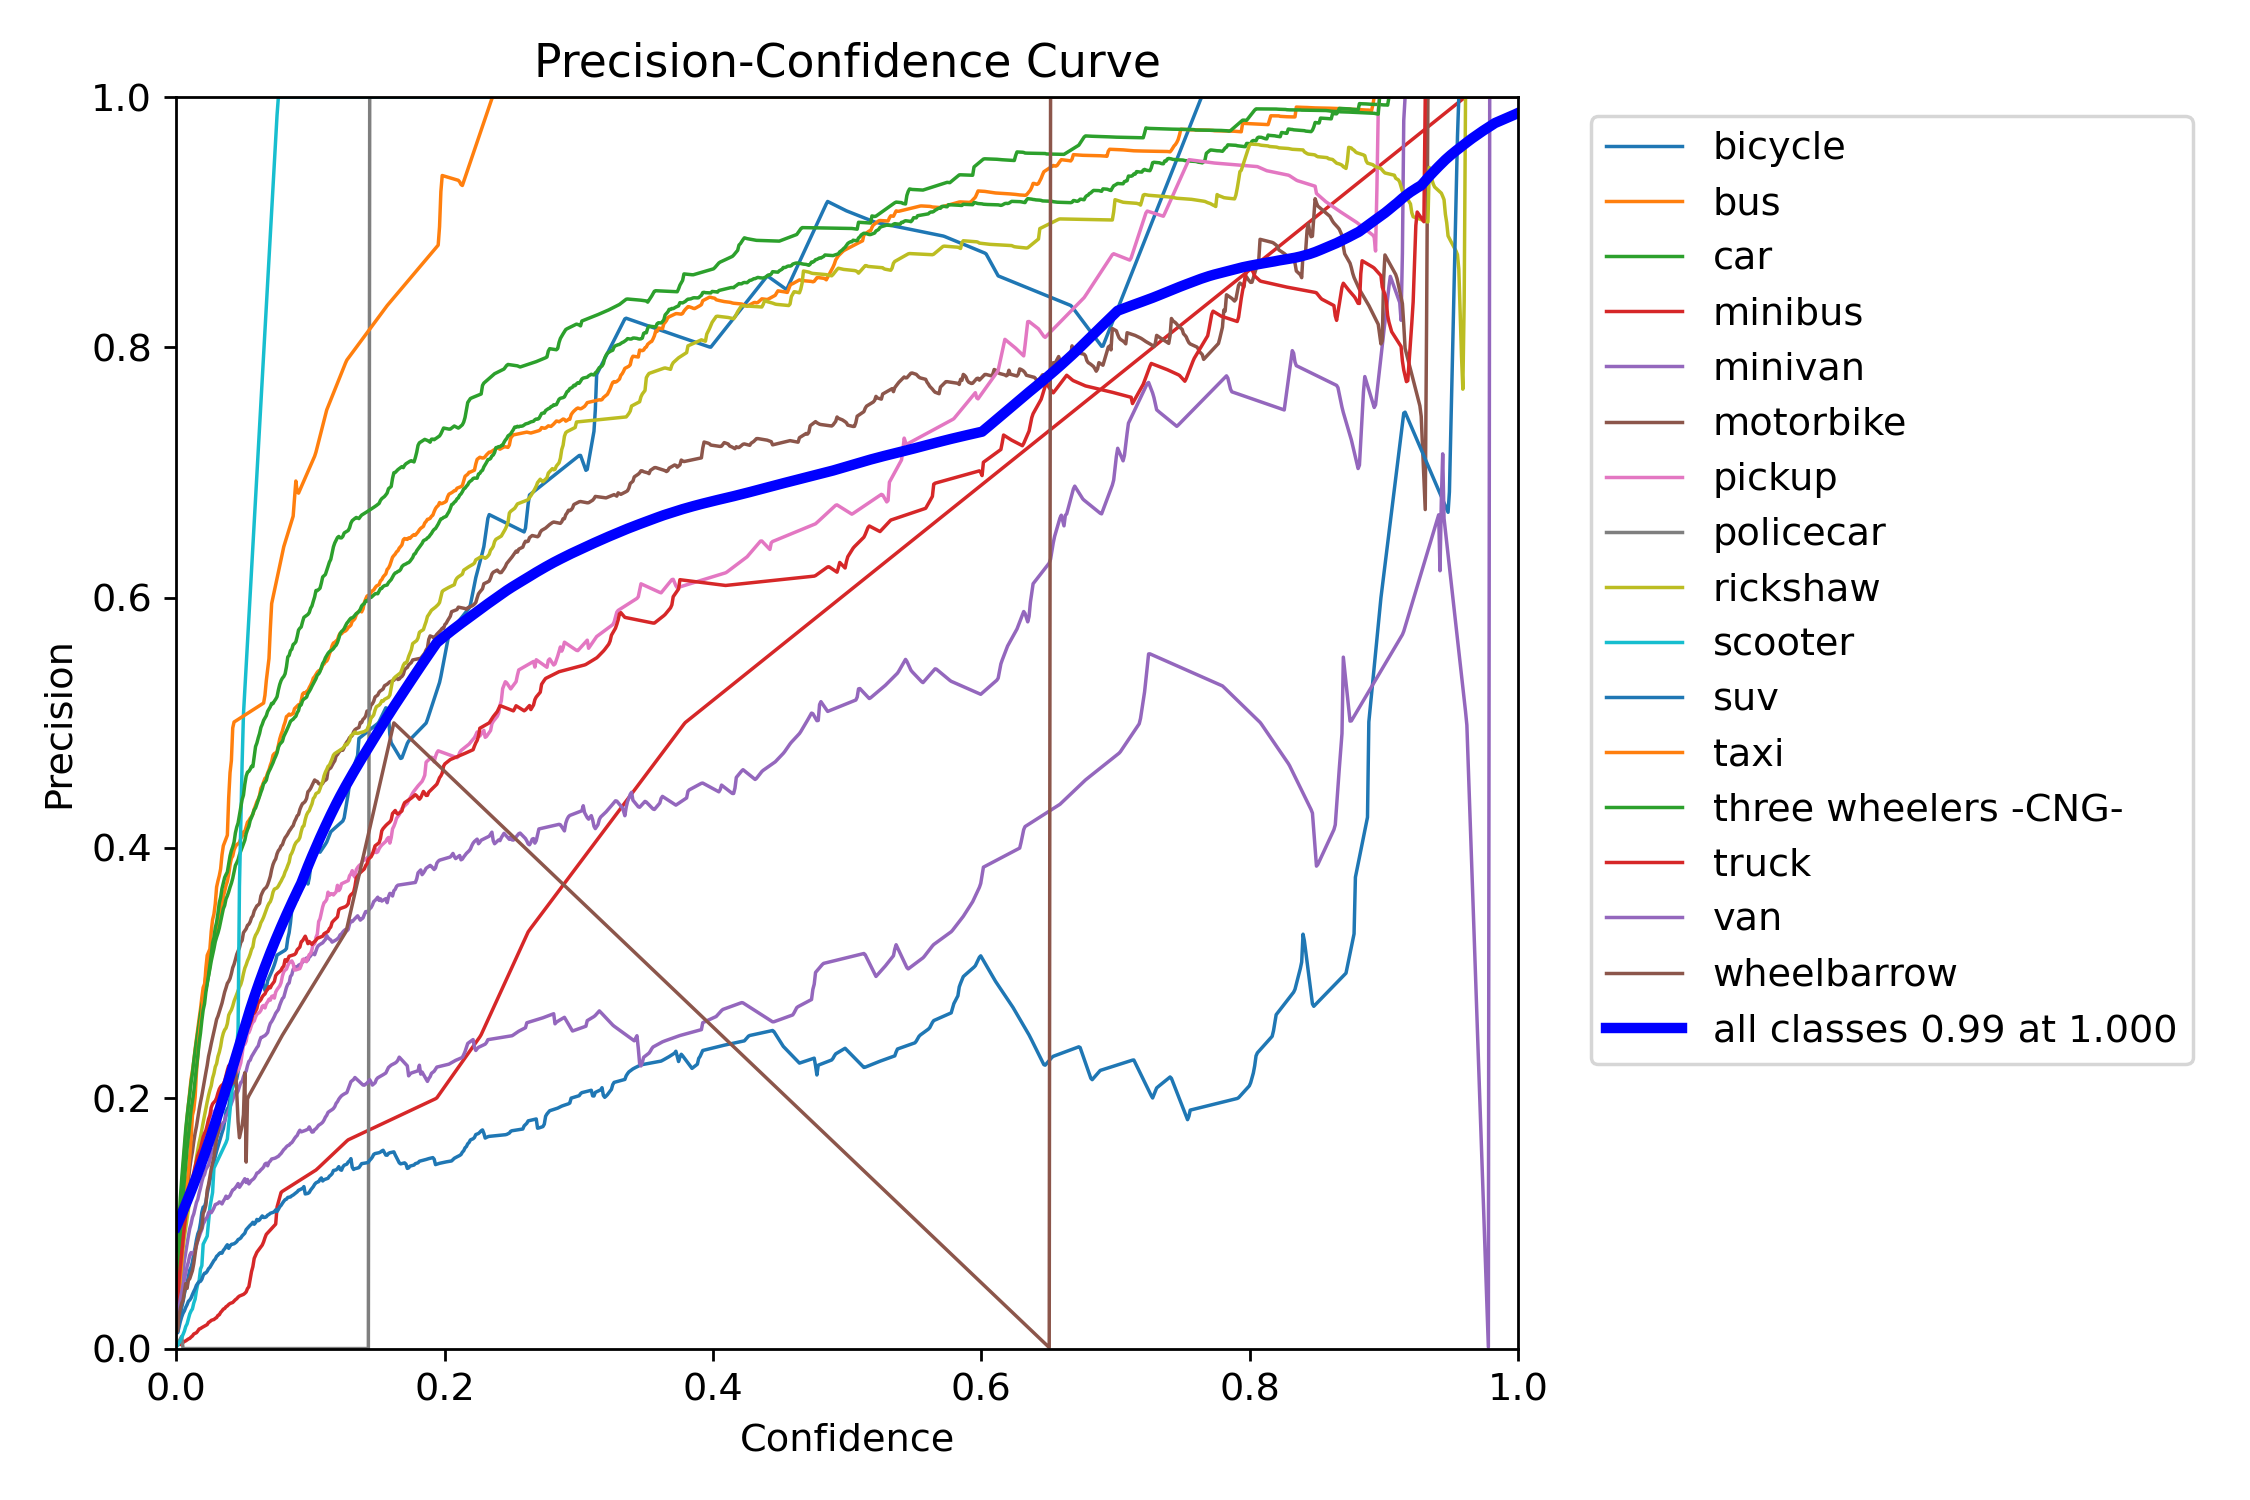 Precision-Confidence Curve
1.0
0.8
0.6
0.4
0.2
0.0
Precision
0.0 0.2 0.4 0.6 0.8 1.0
Confidence
bicycle
bus
car
minibus
minivan
motorbike
pickup
policecar
rickshaw
scooter
suv
taxi
three wheelers -CNG-
truck
van
wheelbarrow
all classes 0.99 at 1.000